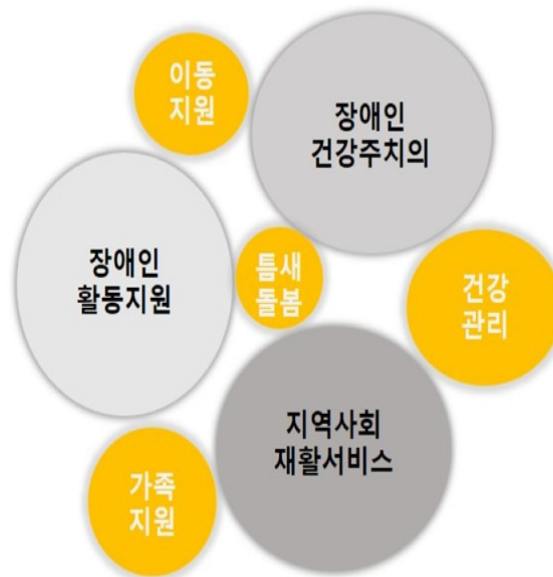 이동
지원
장애인
건강주치의
장애인
활동지원
틈새
돌봄
건강
관리
지역사회
재활서비스
가족
지원